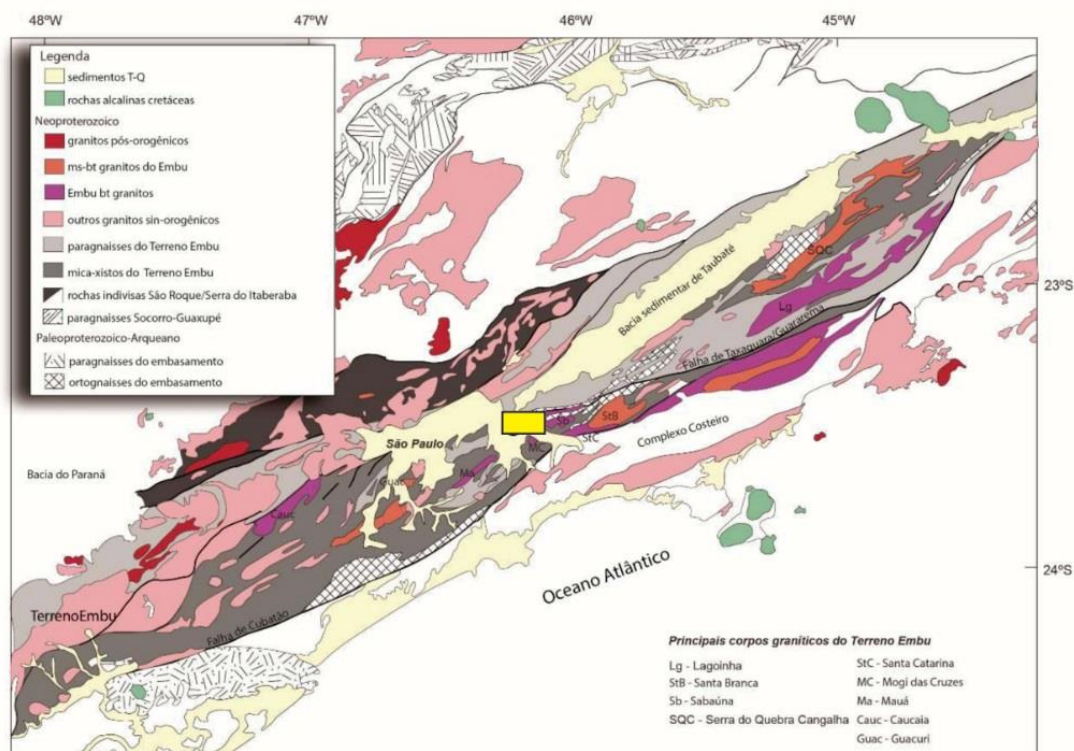 48°W
47°W
46°W
45°W
Legenda
sedimentos T-Q
rochas alcalinas cretáceas
Neoproterozoico
granitos pós-orogênicos
ms-bt granitos do Embu
Embu bt granitos
outros granitos sin-orogênicos
paragnaisses do Terreno Embu
mica-xistos do Terreno Embu
rochas indivisas São Roque/Serra do Itaberaba
paragnaisses Socorro-Guaxupé
Paleoproterozoico-Arqueano
paragnaisses do embasamento
ortognaisses do embasamento
SQC
Bacia sedimentar de Taubaté
23°S
Lg
Falha de Taxaquara/Guararema
Sb
StB
StC
Complexo Costeiro
São Paulo
MC
Bacia do Paraná
Ma
Guac
Cauc
Oceano Atlântico
24°S
TerrenoEmbu
Falha de Cubatão
Principais corpos graníticos do Terreno Embu
Lg - Lagoinha
StB - Santa Branca
Sb - Sabaúna
SQC - Serra do Quebra Cangalha
StC - Santa Catarina
MC - Mogi das Cruzes
Ma - Mauá
Cauc - Caucaia
Guac - Guacuri